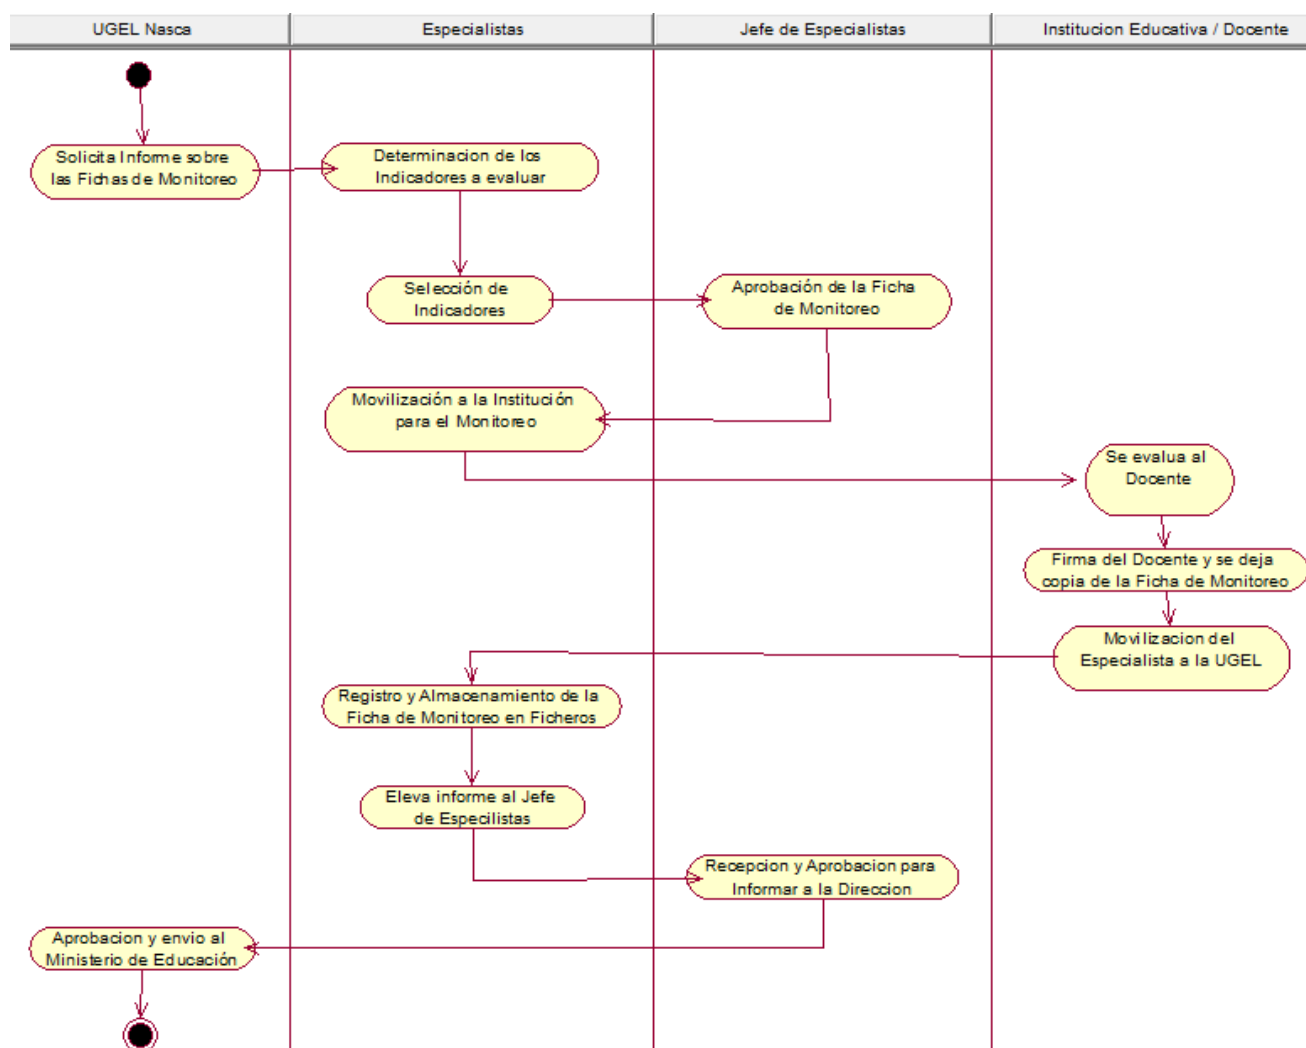 UGEL Nasca
Especialistas
Jefe de Especialistas
Institucion Educativa / Docente
Solicita Informe sobre
las Fichas de Monitoreo
Determinacion de los
Indicadores a evaluar
Selección de
Indicadores
Aprobación de la Ficha
de Monitoreo
Movilización a la Institución
para el Monitoreo
Se evalua al
Docente
Firma del Docente y se deja
copia de la Ficha de Monitoreo
Movilizacion del
Especialista a la UGEL
Registro y Almacenamiento de la
Ficha de Monitoreo en Ficheros
Eleva informe al Jefe
de Especilistas
Recepcion y Aprobacion para
Informar a la Direccion
Aprobacion y envio al
Ministerio de Educación